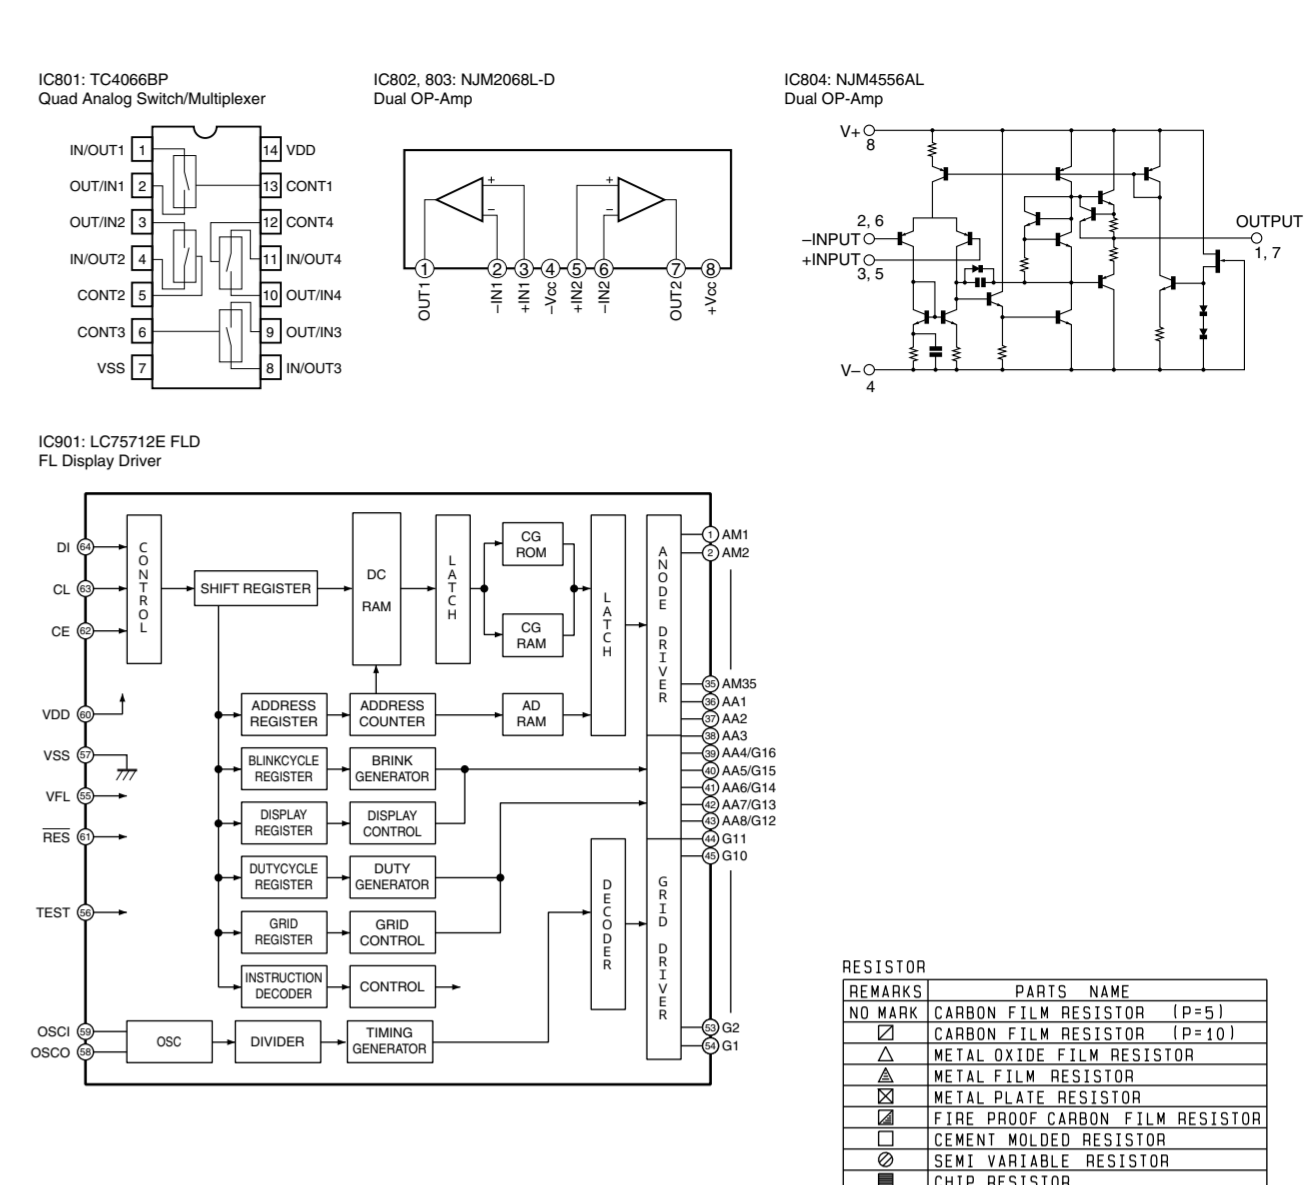 IC801: TC4066BP
Quad Analog Switch/Multiplexer
IN/OUT1 1
OUT/IN1 2
OUT/IN2 3
IN/OUT2 4
CONT2 5
CONT3 6
VSS 7
14 VDD
13 CONT1
12 CONT4
11 IN/OUT4
10 OUT/IN4
9 OUT/IN3
8 IN/OUT3
IC802, 803: NJM2068L-D
Dual OP-Amp
+ − + −
1 2 3 4 5 6 7 8
OUT1 −IN1 +IN1 −Vcc +IN2 −IN2 OUT2 +Vcc
IC804: NJM4556AL
Dual OP-Amp
V+
8
2, 6
−INPUT
+INPUT
3, 5
OUTPUT
1, 7
V−
4
IC901: LC75712E FLD
FL Display Driver
DI 64
CL 63
CE 62
VDD 60
VSS 57
VFL 55
RES 61
TEST 56
OSCI 59
OSCO 58
CONTROL
SHIFT REGISTER
DC
RAM
LATCH
CG
ROM
CG
RAM
LATCH
ANODE DRIVER
ADDRESS
REGISTER
ADDRESS
COUNTER
AD
RAM
BLINKCYCLE
REGISTER
BRINK
GENERATOR
DISPLAY
REGISTER
DISPLAY
CONTROL
DUTYCYCLE
REGISTER
DUTY
GENERATOR
GRID
REGISTER
GRID
CONTROL
INSTRUCTION
DECODER
CONTROL
OSC
DIVIDER
TIMING
GENERATOR
DECODER
GRID DRIVER
1 AM1
2 AM2
35 AM35
36 AA1
37 AA2
38 AA3
39 AA4/G16
40 AA5/G15
41 AA6/G14
42 AA7/G13
43 AA8/G12
44 G11
45 G10
53 G2
54 G1
RESISTOR
REMARKS PARTS NAME
NO MARK CARBON FILM RESISTOR (P=5)
CARBON FILM RESISTOR (P=10)
METAL OXIDE FILM RESISTOR
METAL FILM RESISTOR
METAL PLATE RESISTOR
FIRE PROOF CARBON FILM RESISTOR
CEMENT MOLDED RESISTOR
SEMI VARIABLE RESISTOR
CHIP RESISTOR